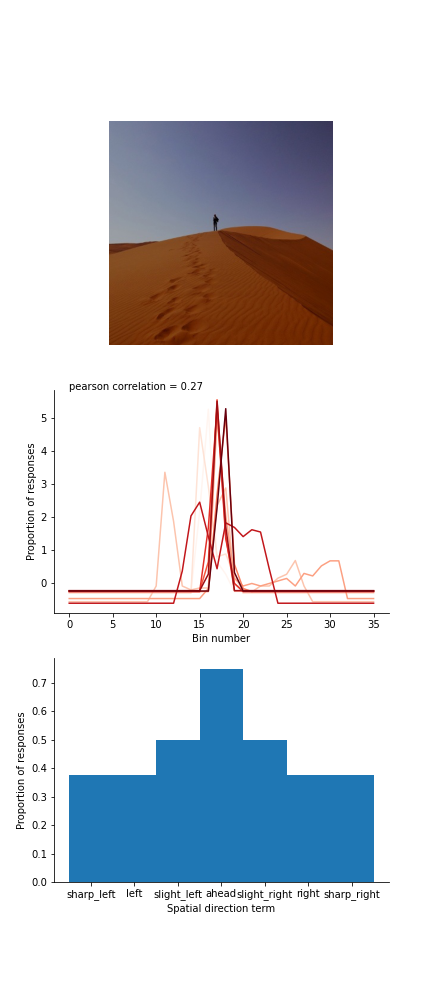 pearson correlation = 0.27
Proportion of responses
5
4
3
2
1
0
0 5 10 15 20 25 30 35
Bin number
Proportion of responses
0.7
0.6
0.5
0.4
0.3
0.2
0.1
0.0
sharp_left left slight_left ahead slight_right right sharp_right
Spatial direction term